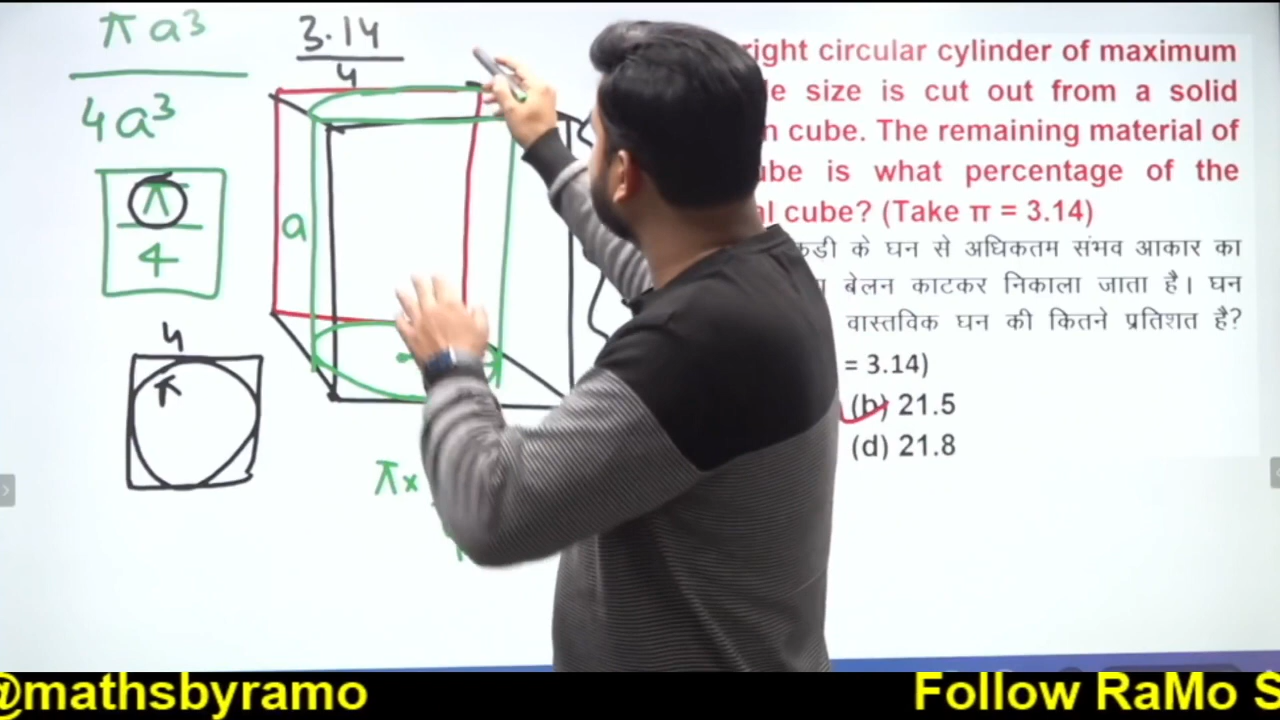 πa³
4a³
3.14
4
π
4
a
4
π
π×
right circular cylinder of maximum
size is cut out from a solid
cube. The remaining material of
is what percentage of the
cube? (Take π = 3.14)
के घन से अधिकतम संभव आकार का
बेलन काटकर निकाला जाता है। घन
वास्तविक घन की कितने प्रतिशत है?
= 3.14)
(b) 21.5
(d) 21.8
@mathsbyramo
Follow RaMo S